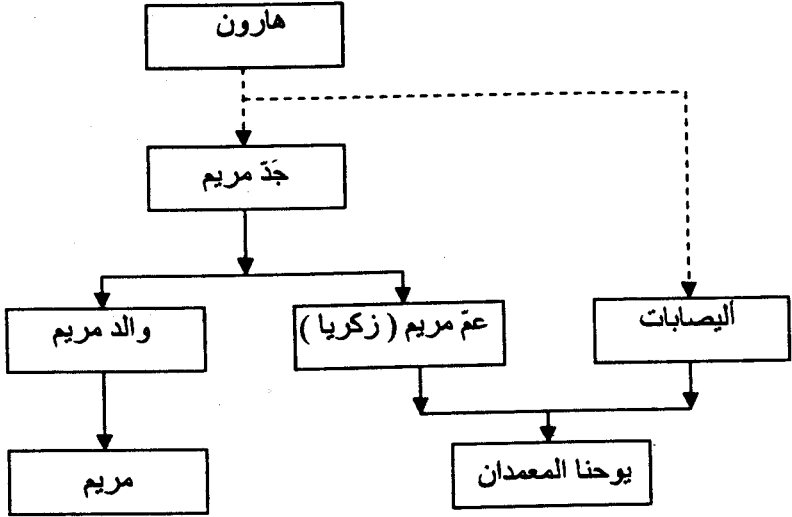 هارون
جَدّ مريم
والد مريم
عمّ مريم ( زكريا )
أليصابات
مريم
يوحنا المعمدان